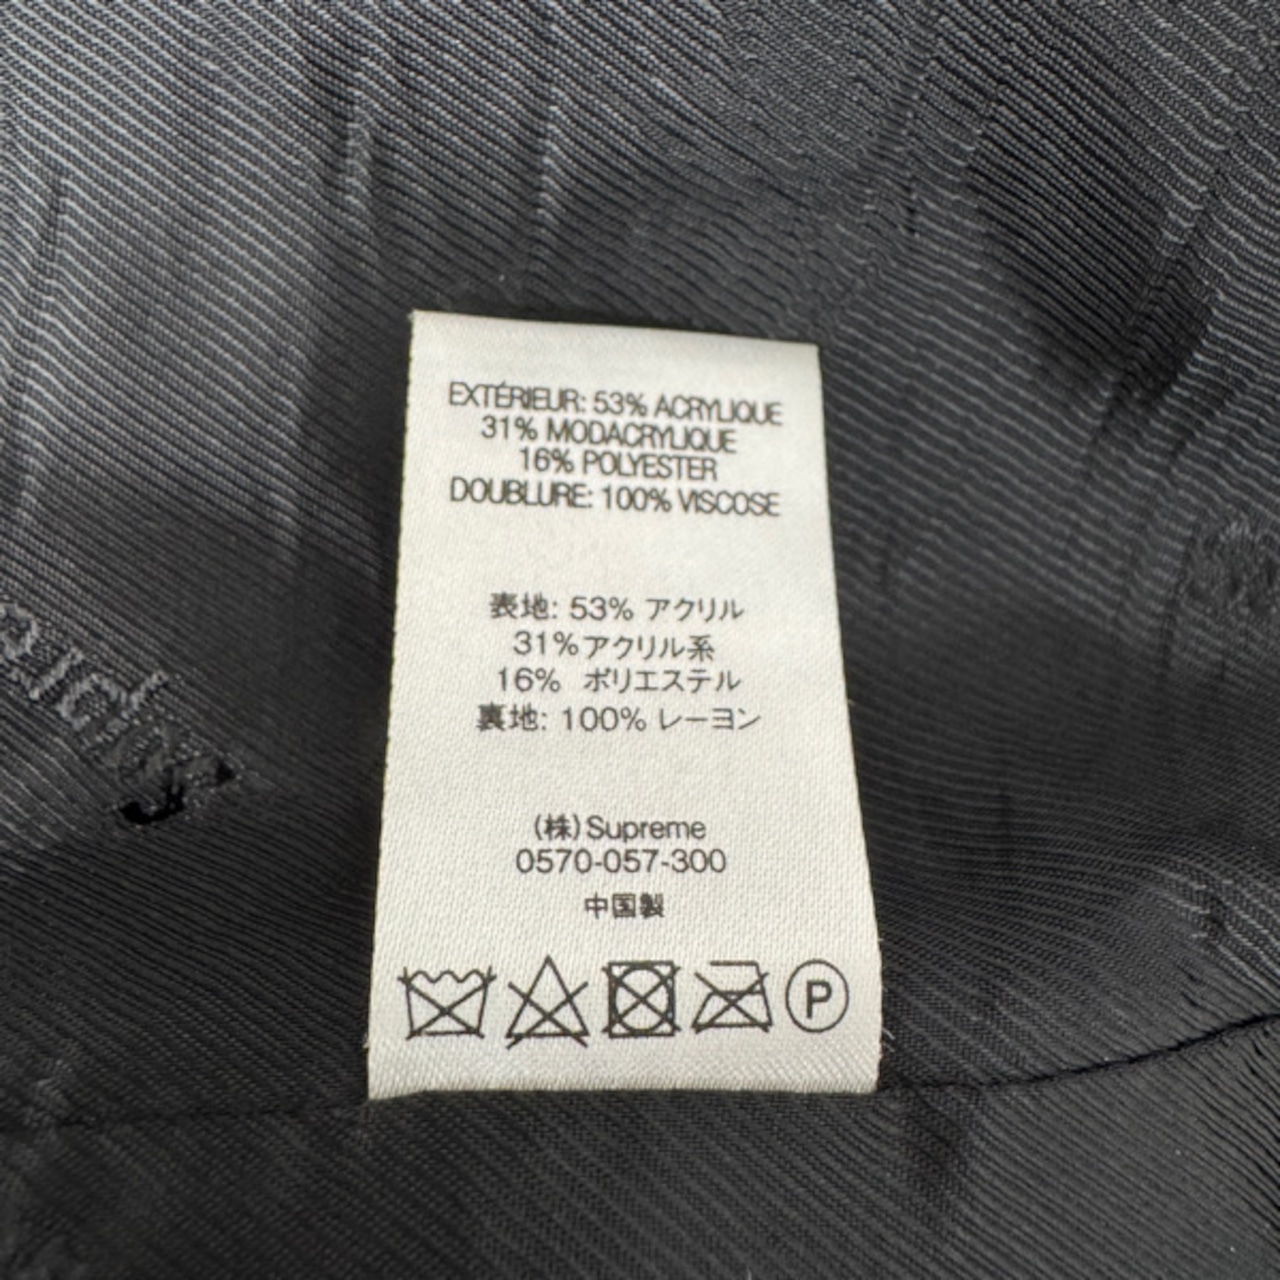 EXTÉRIEUR: 53% ACRYLIQUE
31% MODACRYLIQUE
16% POLYESTER
DOUBLURE: 100% VISCOSE
表地: 53% アクリル
31%アクリル系
16% ポリエステル
裏地: 100% レーヨン
(株)Supreme
0570-057-300
中国製
P
Supreme